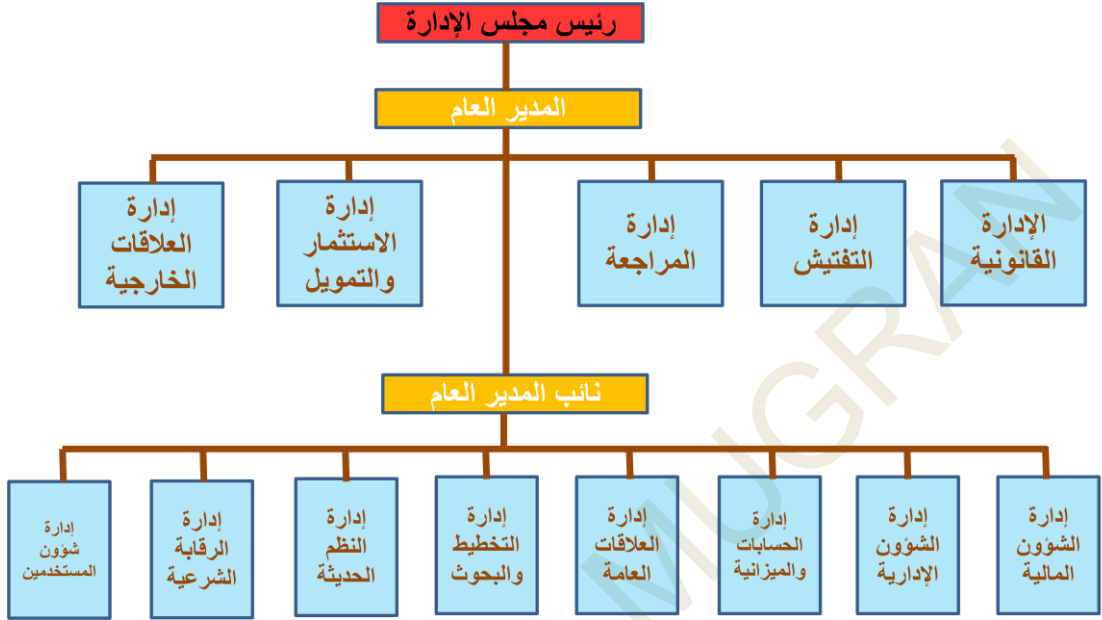 رئيس مجلس الإدارة
المدير العام
الإدارة
القانونية
إدارة
التفتيش
إدارة
المراجعة
إدارة
الاستثمار
والتمويل
إدارة
العلاقات
الخارجية
نائب المدير العام
إدارة
الشؤون
المالية
إدارة
الشؤون
الإدارية
إدارة
الحسابات
والميزانية
إدارة
العلاقات
العامة
إدارة
التخطيط
والبحوث
إدارة
النظم
الحديثة
إدارة
الرقابة
الشرعية
إدارة
شؤون
المستخدمين
MUGRAN